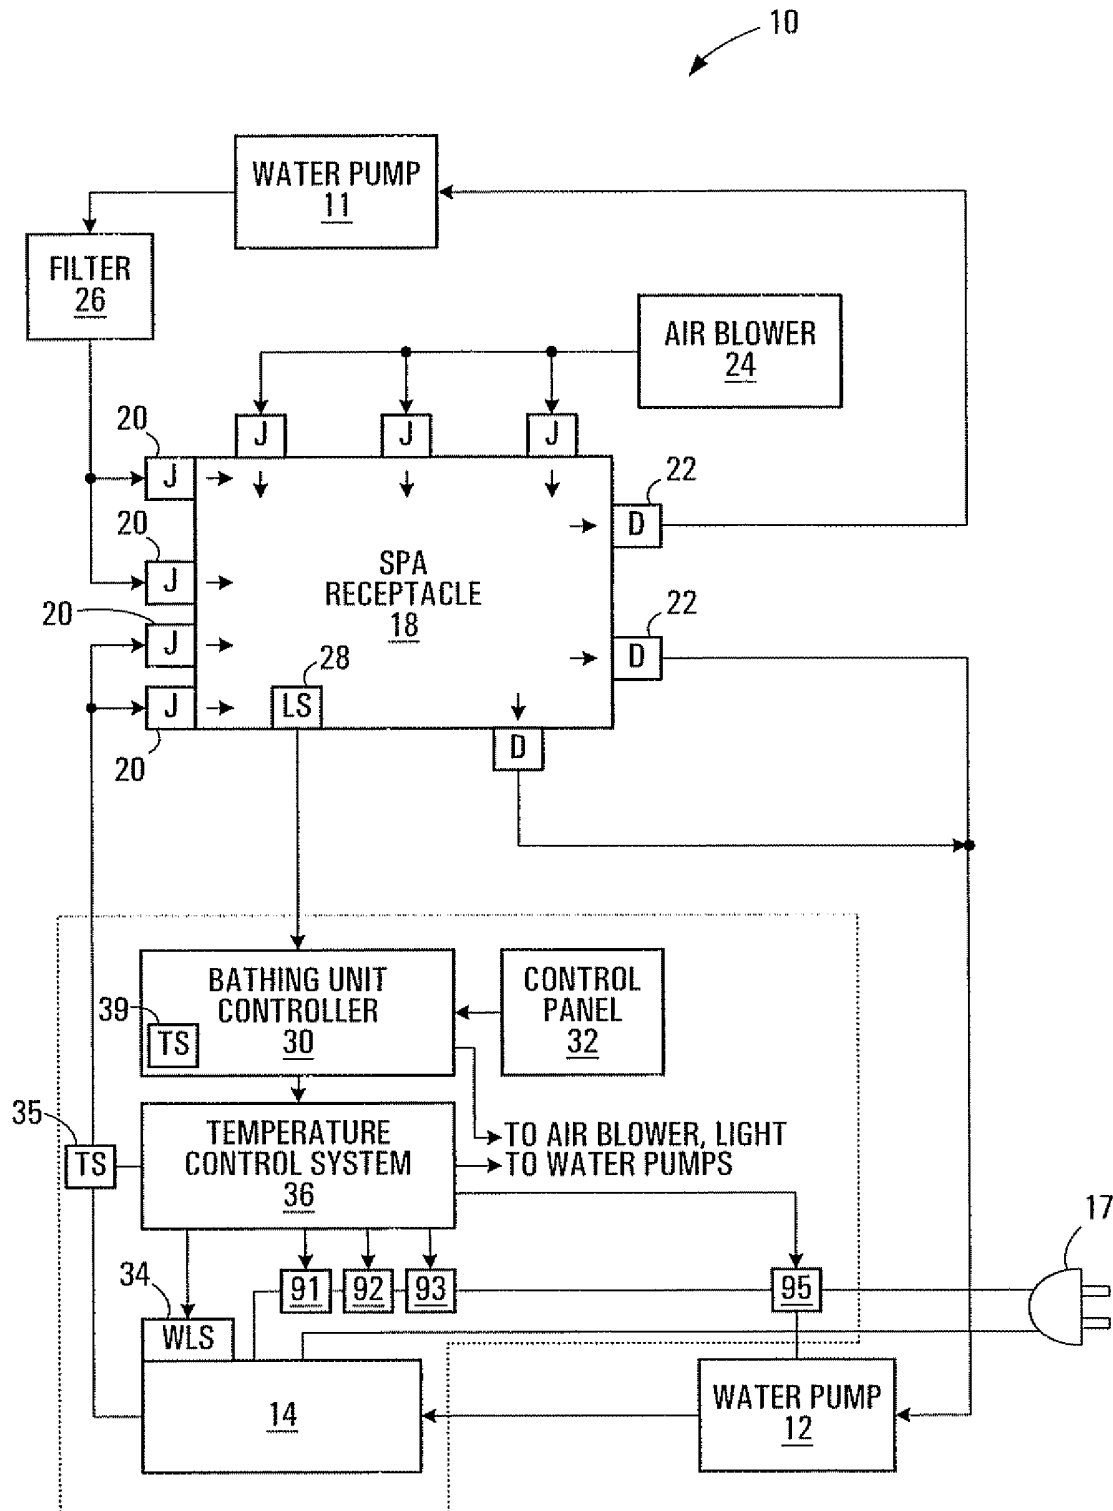 10
WATER PUMP
11
FILTER
26
AIR BLOWER
24
J
J
J
20
J
22
D
20
J
SPA
RECEPTACLE
18
20
J
22
D
28
LS
J
20
D
BATHING UNIT
CONTROLLER
30
39
TS
CONTROL
PANEL
32
35
TS
TEMPERATURE
CONTROL SYSTEM
36
TO AIR BLOWER, LIGHT
TO WATER PUMPS
17
34
WLS
91
92
93
95
14
WATER PUMP
12